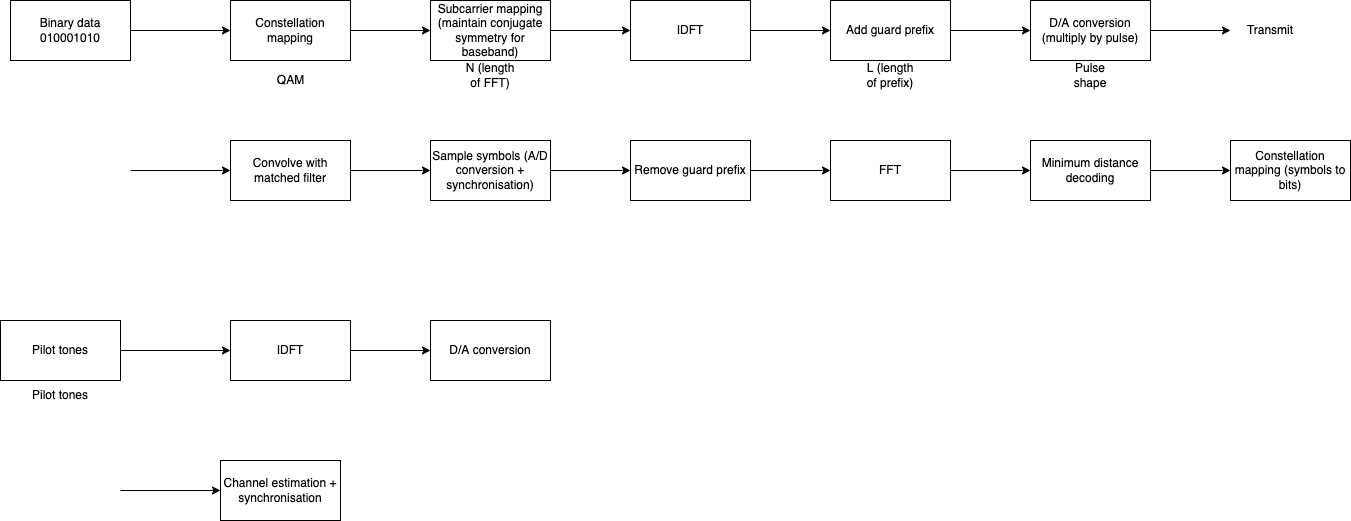 Binary data
010001010
Constellation
mapping
Subcarrier mapping
(maintain conjugate
symmetry for
baseband)
IDFT
Add guard prefix
D/A conversion
(multiply by pulse)
Transmit
QAM
N (length
of FFT)
L (length
of prefix)
Pulse
shape
Convolve with
matched filter
Sample symbols (A/D
conversion +
synchronisation)
Remove guard prefix
FFT
Minimum distance
decoding
Constellation
mapping (symbols to
bits)
Pilot tones
IDFT
D/A conversion
Pilot tones
Channel estimation +
synchronisation